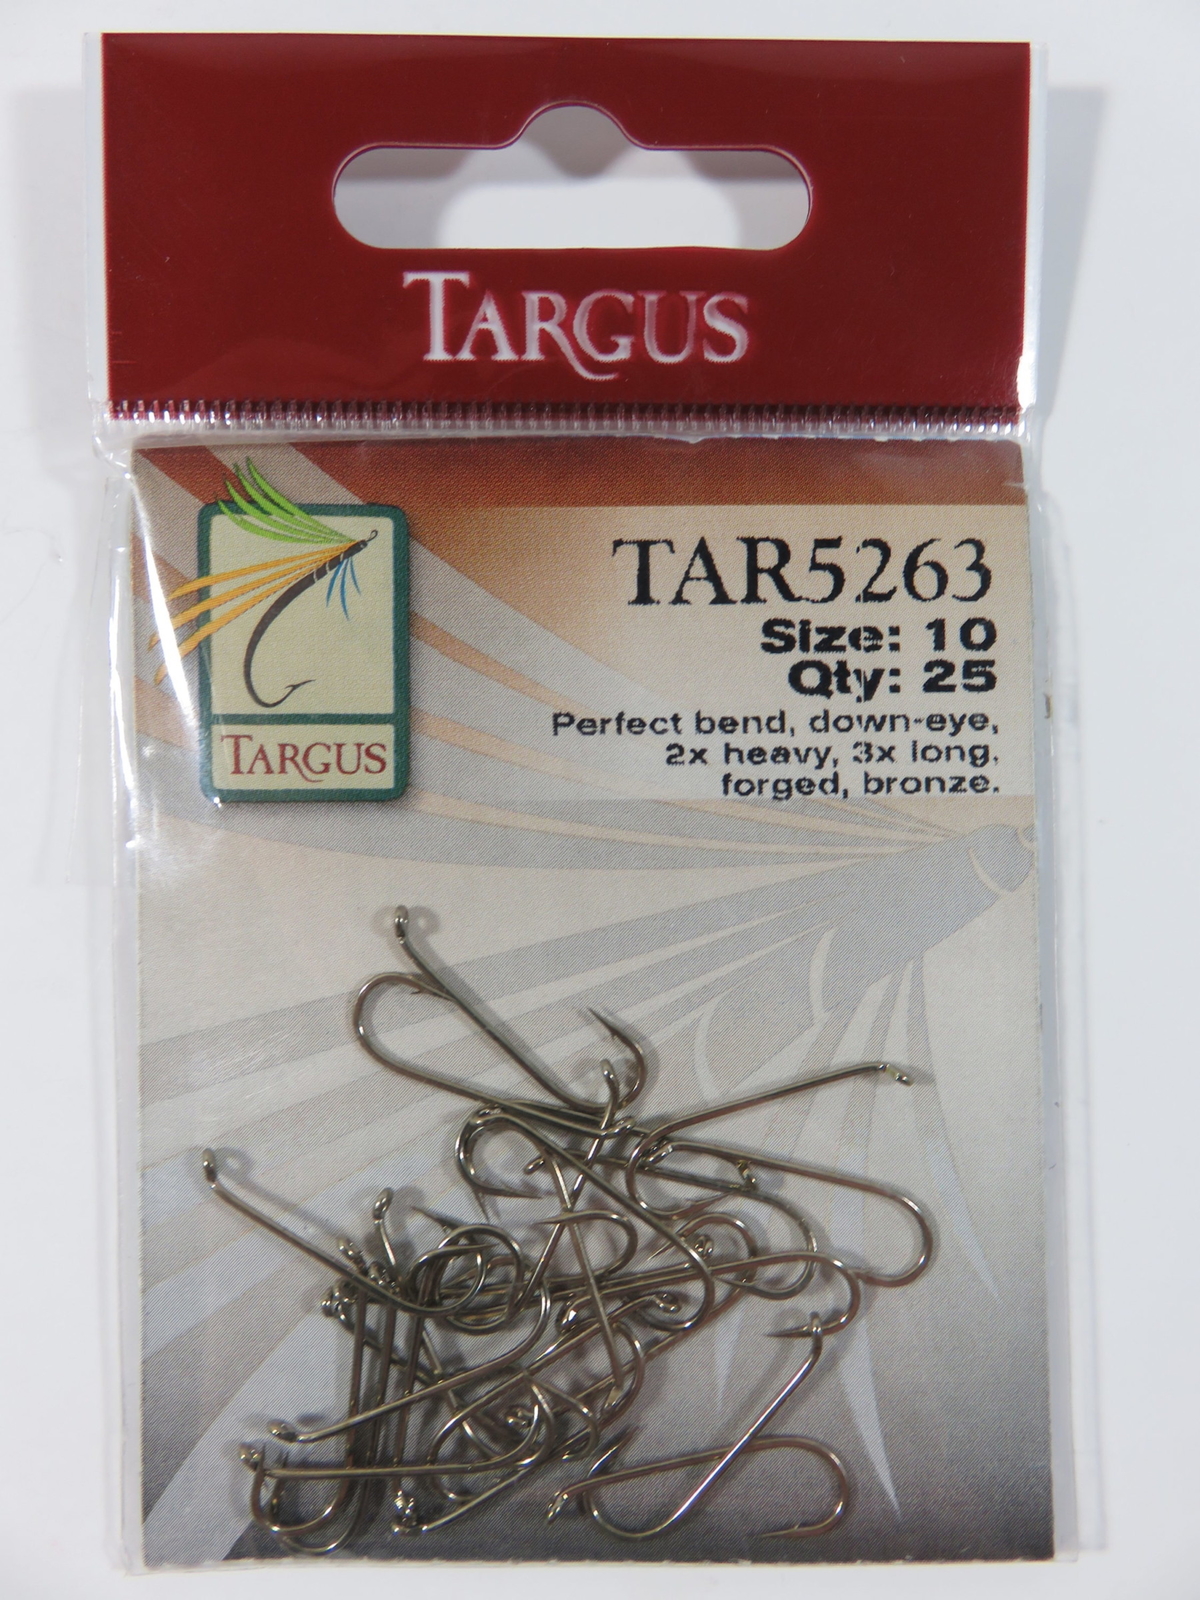 TARGUS
TAR5263
Size: 10
Qty: 25
Perfect bend, down-eye,
2x heavy, 3x long,
forged, bronze.
TARGUS